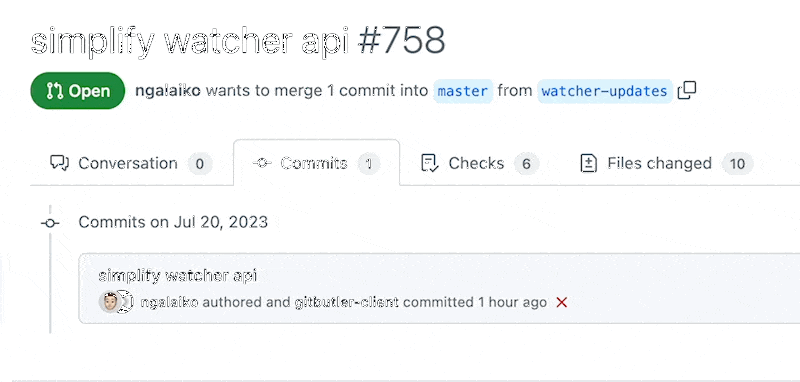 simplify watcher api #758
Open ngalaiko wants to merge 1 commit into master from watcher-updates
Conversation 0 Commits 1 Checks 6 Files changed 10
Commits on Jul 20, 2023
simplify watcher api
ngalaiko authored and gitbutler-client committed 1 hour ago